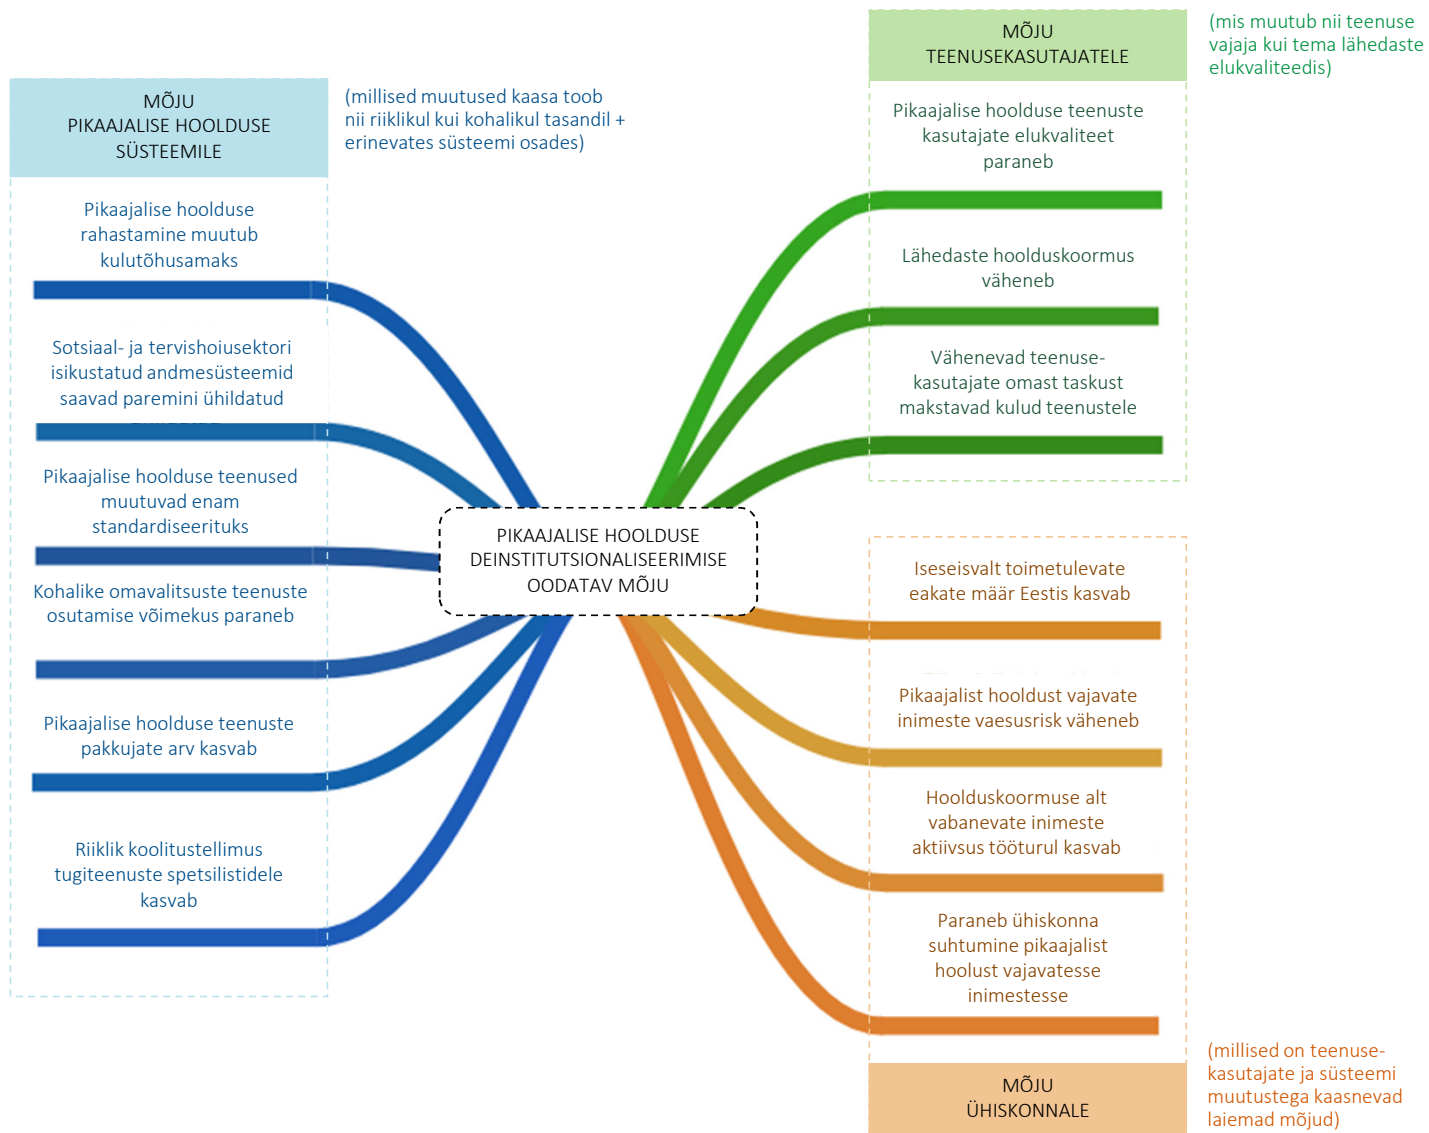 MÕJU
PIKAAJALISE HOOLDUSE
SÜSTEEMILE
(millised muutused kaasa toob
nii riiklikul kui kohalikul tasandil +
erinevates süsteemi osades)
Pikaajalise hoolduse
rahastamine muutub
kulutõhusamaks
Sotsiaal- ja tervishoiusektori
isikustatud andmesüsteemid
saavad paremini ühildatud
Pikaajalise hoolduse teenused
muutuvad enam
standardiseerituks
Kohalike omavalitsuste teenuste
osutamise võimekus paraneb
Pikaajalise hoolduse teenuste
pakkujate arv kasvab
Riiklik koolitustellimus
tugiteenuste spetsilistidele
kasvab
PIKAAJALISE HOOLDUSE
DEINSTITUTSIONALISEERIMISE
OODATAV MÕJU
MÕJU
TEENUSEKASUTAJATELE
(mis muutub nii teenuse
vajaja kui tema lähedaste
elukvaliteedis)
Pikaajalise hoolduse teenuste
kasutajate elukvaliteet
paraneb
Lähedaste hoolduskoormus
väheneb
Vähenevad teenuse-
kasutajate omast taskust
makstavad kulud teenustele
Iseseisvalt toimetulevate
eakate määr Eestis kasvab
Pikaajalist hooldust vajavate
inimeste vaesusrisk väheneb
Hoolduskoormuse alt
vabanevate inimeste
aktiivsus tööturul kasvab
Paraneb ühiskonna
suhtumine pikaajalist
hoolust vajavatesse
inimestesse
MÕJU
ÜHISKONNALE
(millised on teenuse-
kasutajate ja süsteemi
muutustega kaasnevad
laiemad mõjud)